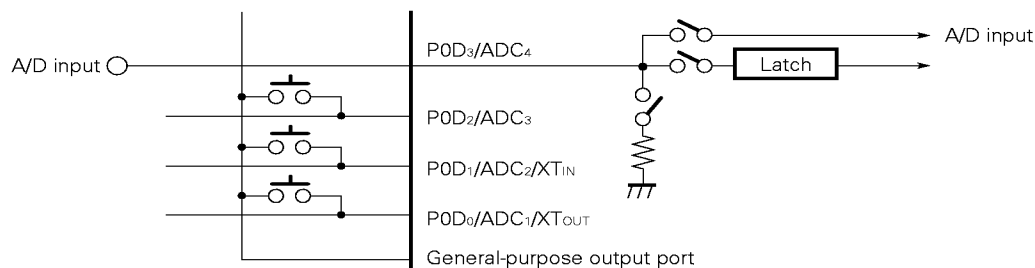 P0D₃/ADC₄
A/D input
A/D input
Latch
P0D₂/ADC₃
P0D₁/ADC₂/XTIN
P0D₀/ADC₁/XTOUT
General-purpose output port